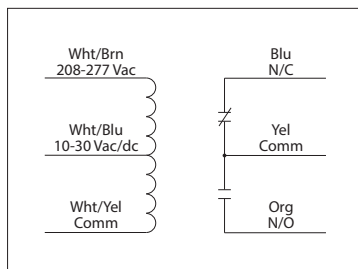 Wht/Brn
208-277 Vac
Wht/Blu
10-30 Vac/dc
Wht/Yel
Comm
Blu
N/C
Yel
Comm
Org
N/O